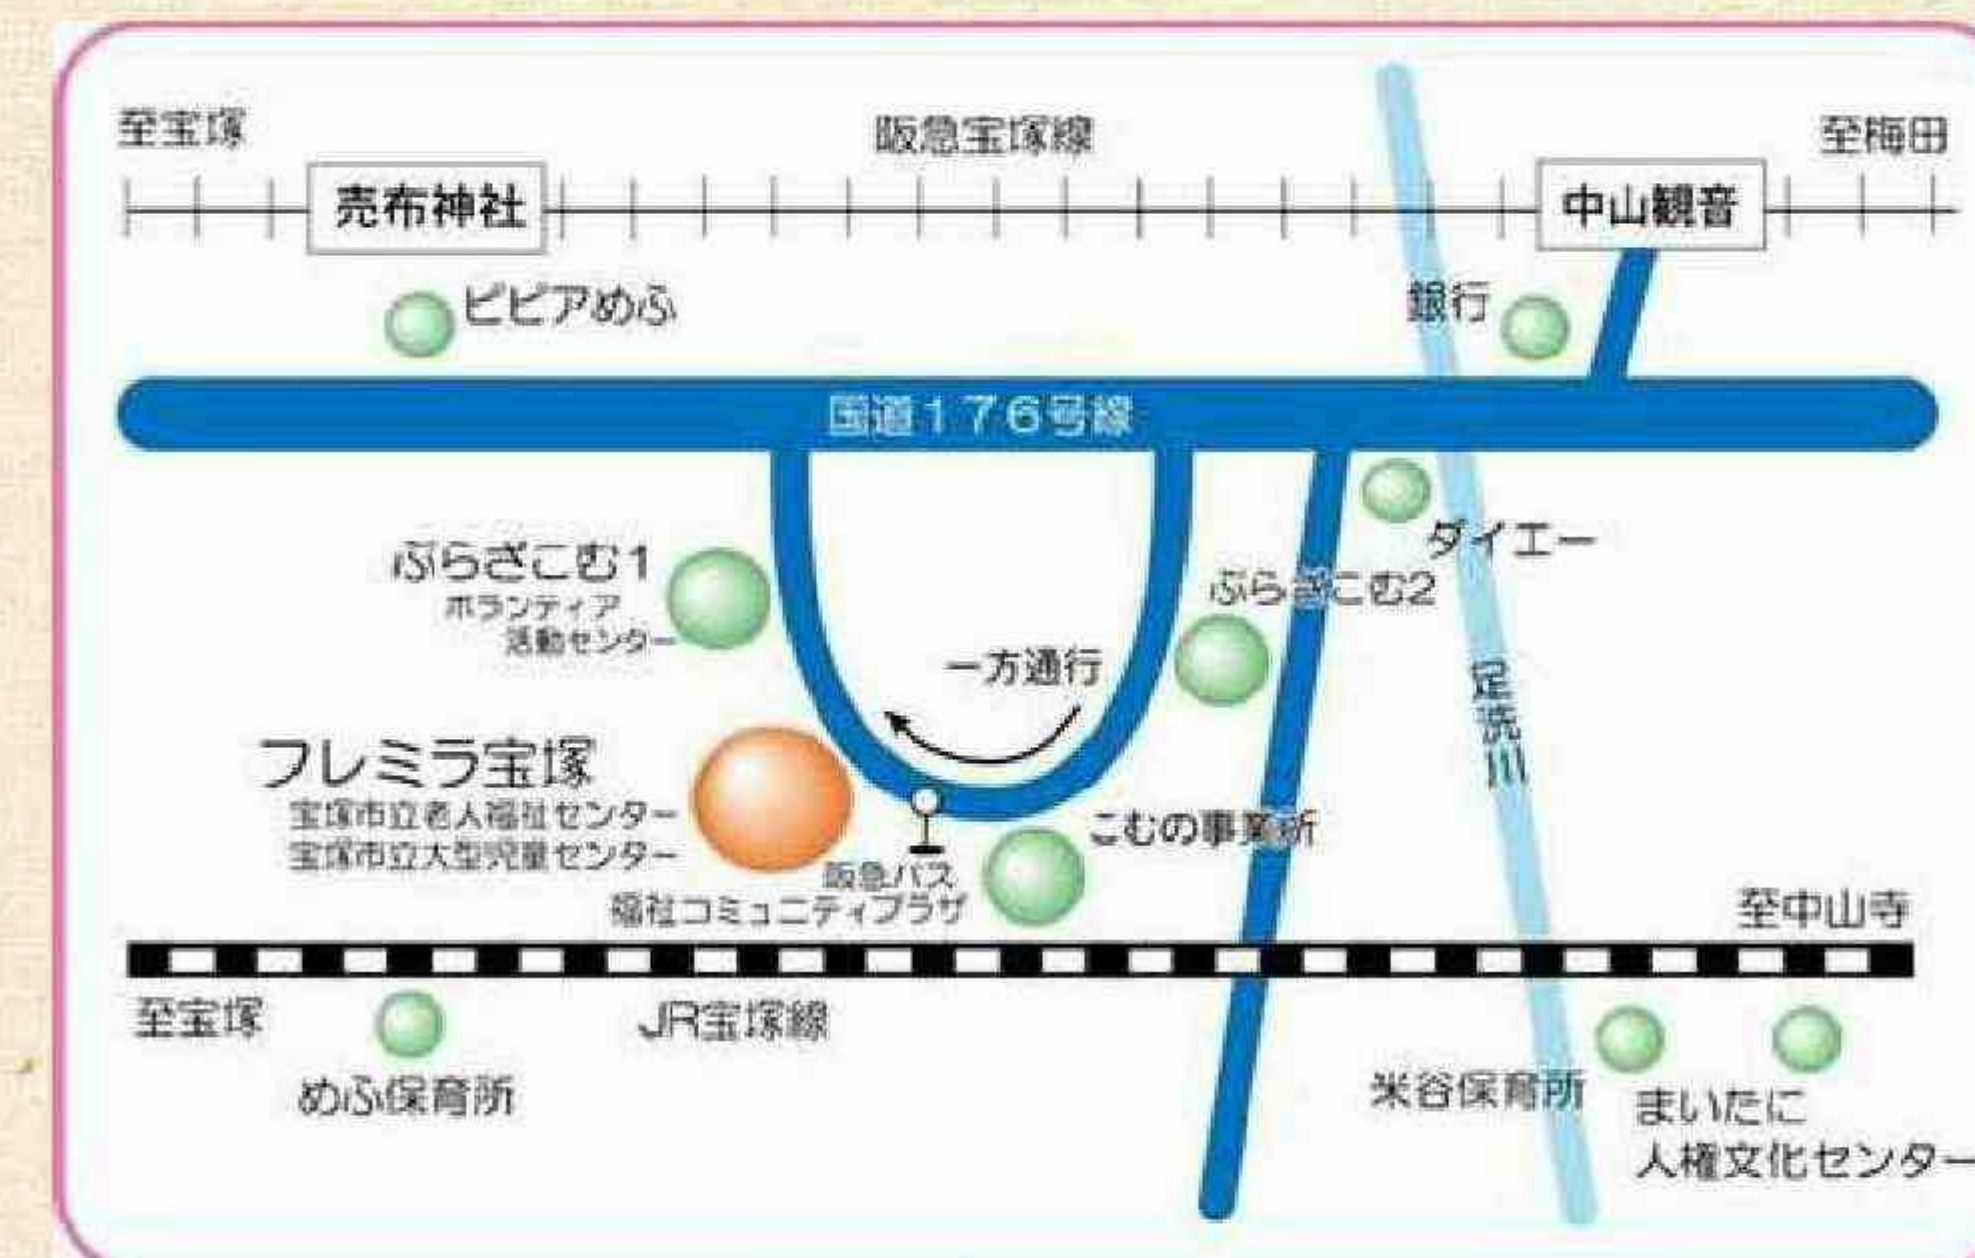 至宝塚
阪急宝塚線
至梅田
売布神社
中山観音
ピピアめふ
銀行
国道176号線
ダイエー
ぷらざこむ1
ボランティア
活動センター
ぷらざこむ2
一方通行
足洗川
フレミラ宝塚
宝塚市立老人福祉センター
宝塚市立大型児童センター
こむの事業所
阪急バス
福祉コミュニティプラザ
至中山寺
至宝塚
JR宝塚線
めふ保育所
米谷保育所
まいたに
人権文化センター